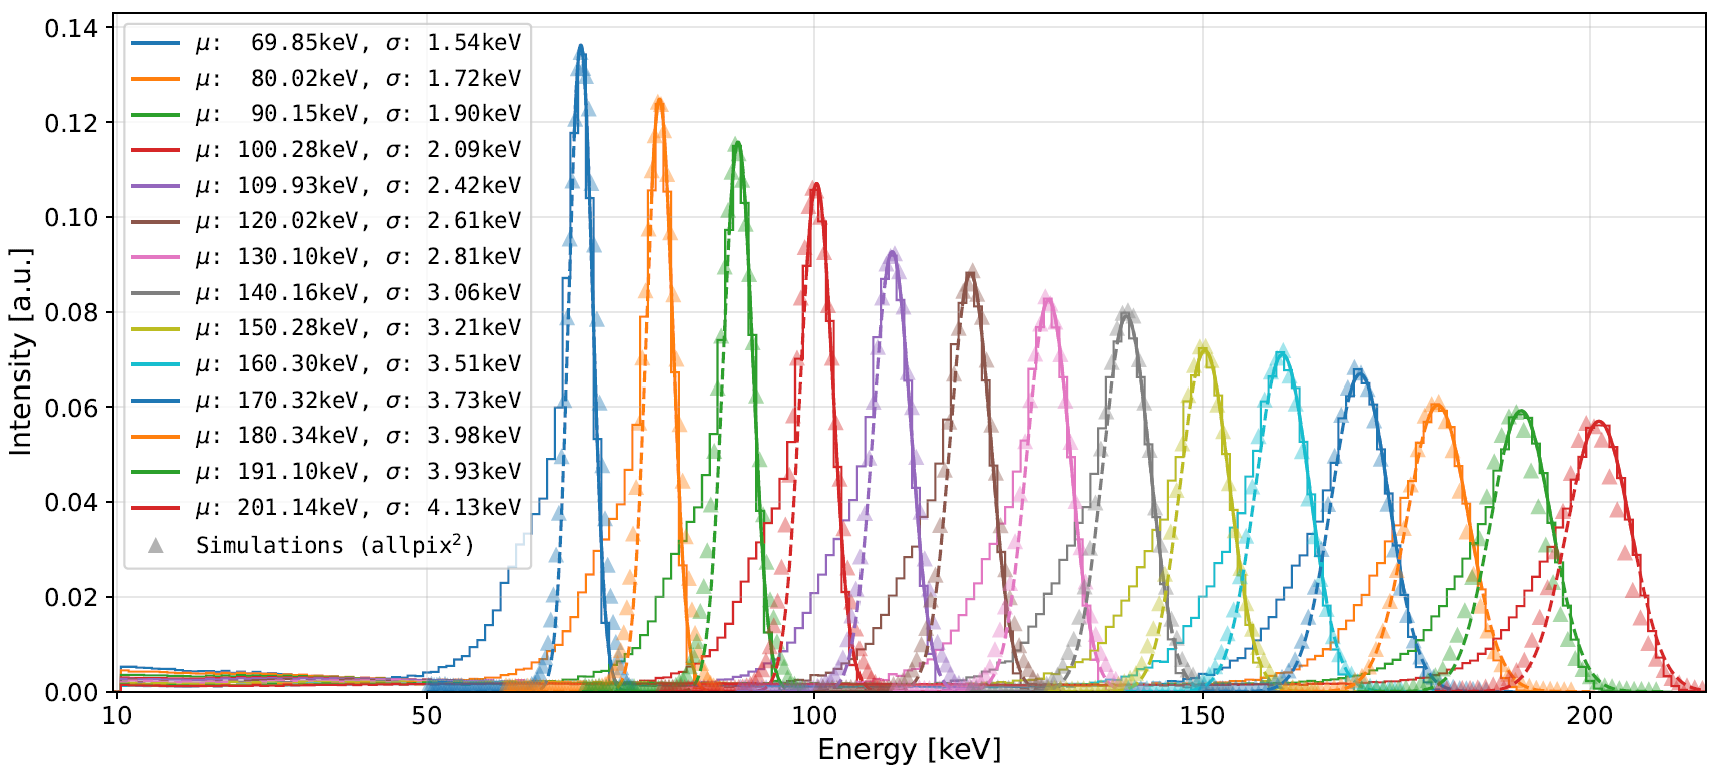 0.14
0.12
0.10
0.08
0.06
0.04
0.02
0.00
Intensity [a.u.]
μ:  69.85keV, σ: 1.54keV
μ:  80.02keV, σ: 1.72keV
μ:  90.15keV, σ: 1.90keV
μ: 100.28keV, σ: 2.09keV
μ: 109.93keV, σ: 2.42keV
μ: 120.02keV, σ: 2.61keV
μ: 130.10keV, σ: 2.81keV
μ: 140.16keV, σ: 3.06keV
μ: 150.28keV, σ: 3.21keV
μ: 160.30keV, σ: 3.51keV
μ: 170.32keV, σ: 3.73keV
μ: 180.34keV, σ: 3.98keV
μ: 191.10keV, σ: 3.93keV
μ: 201.14keV, σ: 4.13keV
Simulations (allpix²)
10 50 100 150 200
Energy [keV]